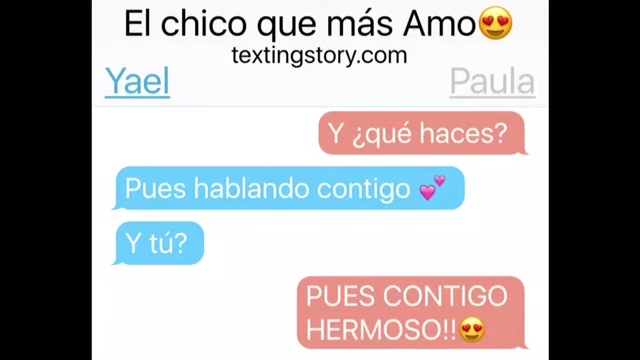 El chico que más Amo😍
textingstory.com
Yael
Paula
Y ¿qué haces?
Pues hablando contigo 💕
Y tú?
PUES CONTIGO
HERMOSO!!😍